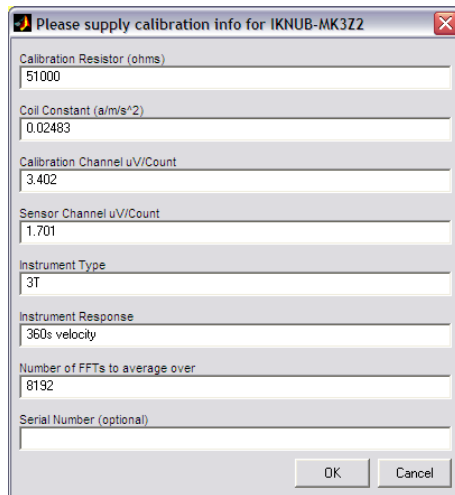 Please supply calibration info for IKNUB-MK3Z2
Calibration Resistor (ohms)
51000
Coil Constant (a/m/s^2)
0.02483
Calibration Channel uV/Count
3.402
Sensor Channel uV/Count
1.701
Instrument Type
3T
Instrument Response
360s velocity
Number of FFTs to average over
8192
Serial Number (optional)
OK Cancel